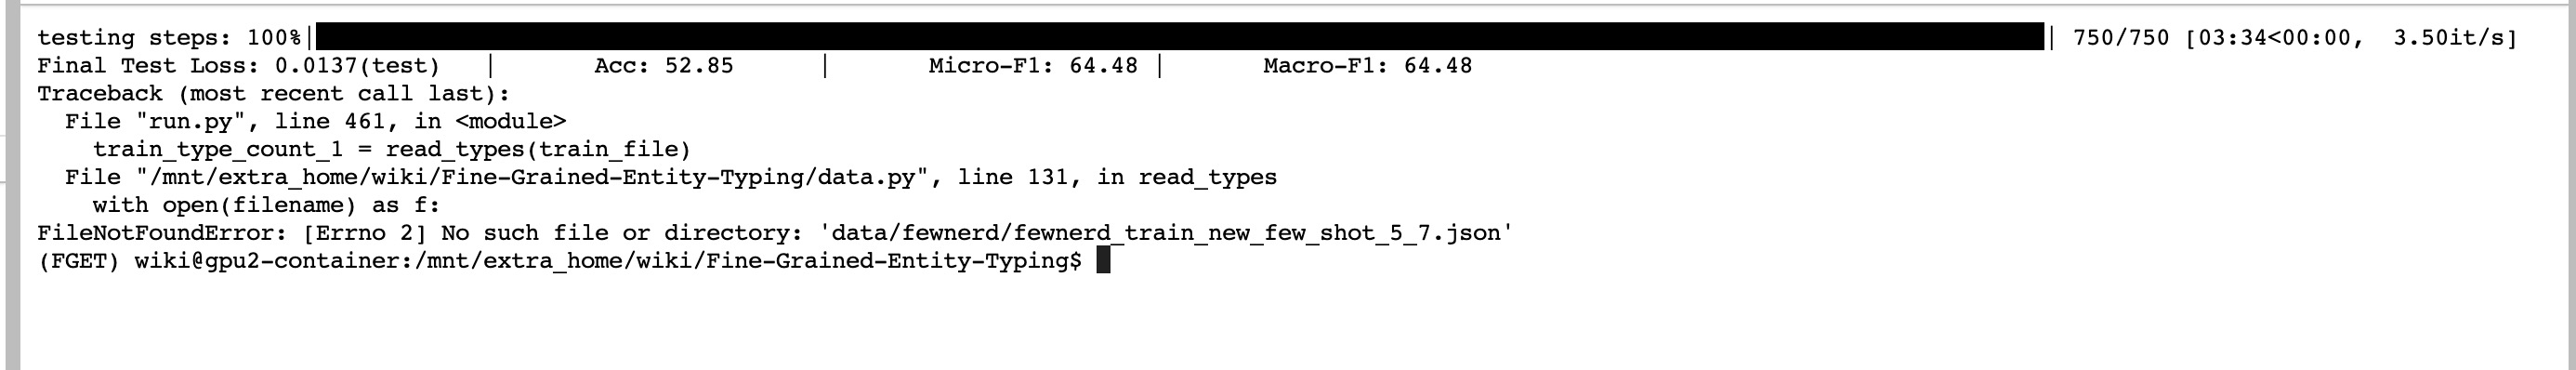 testing steps: 100%| | 750/750 [03:34<00:00,  3.50it/s]
Final Test Loss: 0.0137(test)    |       Acc: 52.85      |       Micro-F1: 64.48 |       Macro-F1: 64.48
Traceback (most recent call last):
  File "run.py", line 461, in <module>
    train_type_count_1 = read_types(train_file)
  File "/mnt/extra_home/wiki/Fine-Grained-Entity-Typing/data.py", line 131, in read_types
    with open(filename) as f:
FileNotFoundError: [Errno 2] No such file or directory: 'data/fewnerd/fewnerd_train_new_few_shot_5_7.json'
(FGET) wiki@gpu2-container:/mnt/extra_home/wiki/Fine-Grained-Entity-Typing$